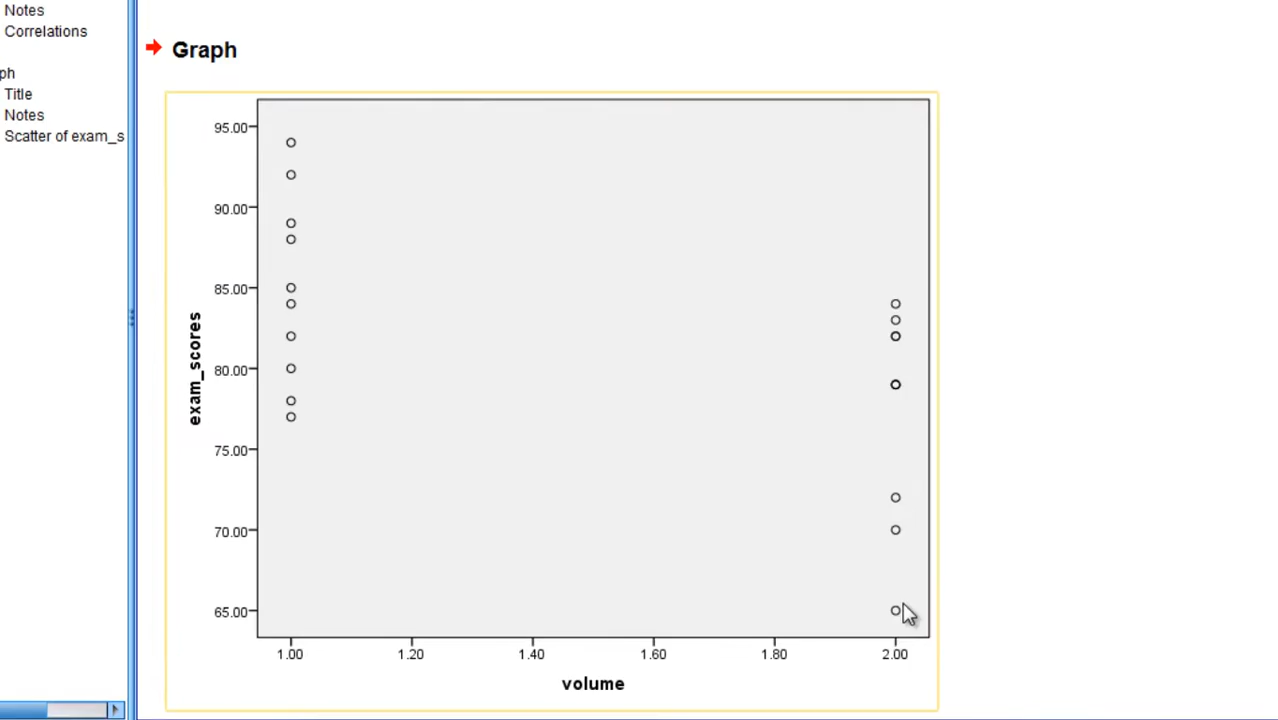 Notes
Correlations
ph
Title
Notes
Scatter of exam_s
Graph
95.00
90.00
85.00
80.00
75.00
70.00
65.00
exam_scores
1.00 1.20 1.40 1.60 1.80 2.00
volume